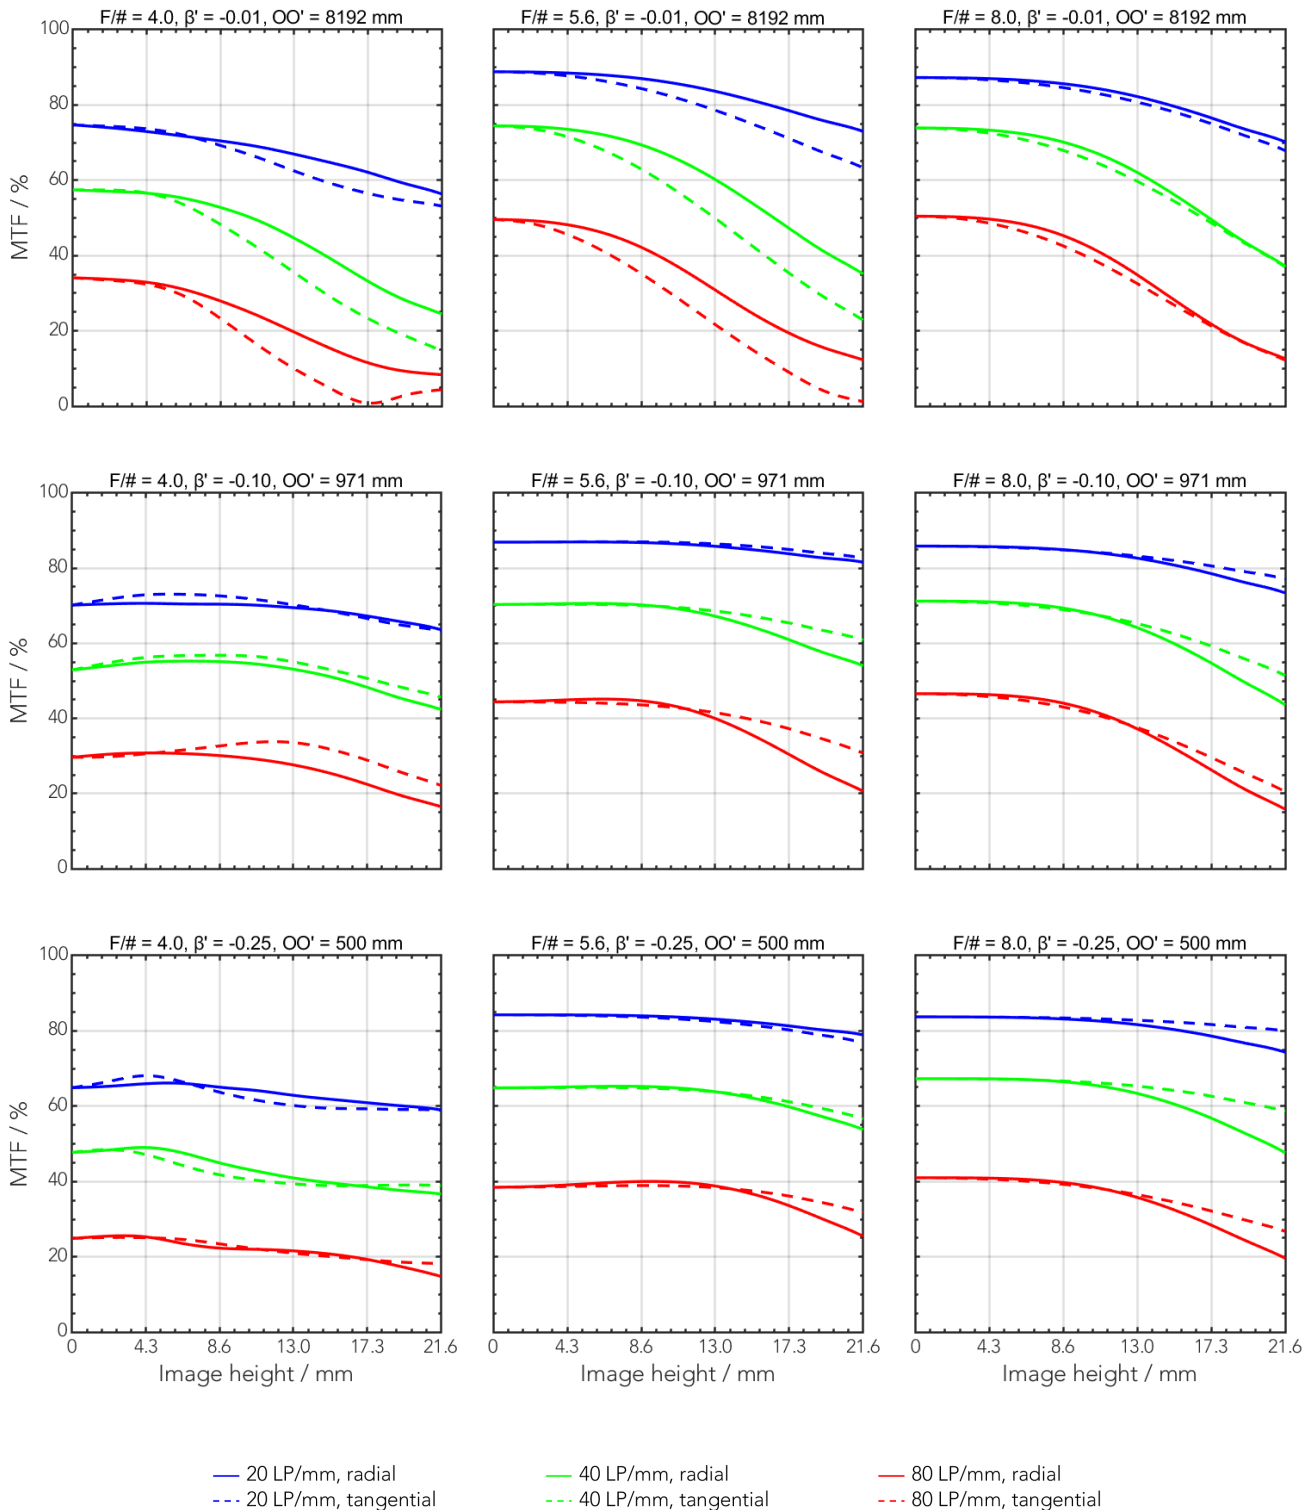 F/# = 4.0, β' = -0.01, OO' = 8192 mm
F/# = 5.6, β' = -0.01, OO' = 8192 mm
F/# = 8.0, β' = -0.01, OO' = 8192 mm
100
80
60
40
20
0
MTF / %
F/# = 4.0, β' = -0.10, OO' = 971 mm
F/# = 5.6, β' = -0.10, OO' = 971 mm
F/# = 8.0, β' = -0.10, OO' = 971 mm
100
80
60
40
20
0
MTF / %
F/# = 4.0, β' = -0.25, OO' = 500 mm
F/# = 5.6, β' = -0.25, OO' = 500 mm
F/# = 8.0, β' = -0.25, OO' = 500 mm
100
80
60
40
20
0
MTF / %
0 4.3 8.6 13.0 17.3 21.6
0 4.3 8.6 13.0 17.3 21.6
0 4.3 8.6 13.0 17.3 21.6
Image height / mm
Image height / mm
Image height / mm
20 LP/mm, radial
40 LP/mm, radial
80 LP/mm, radial
20 LP/mm, tangential
40 LP/mm, tangential
80 LP/mm, tangential